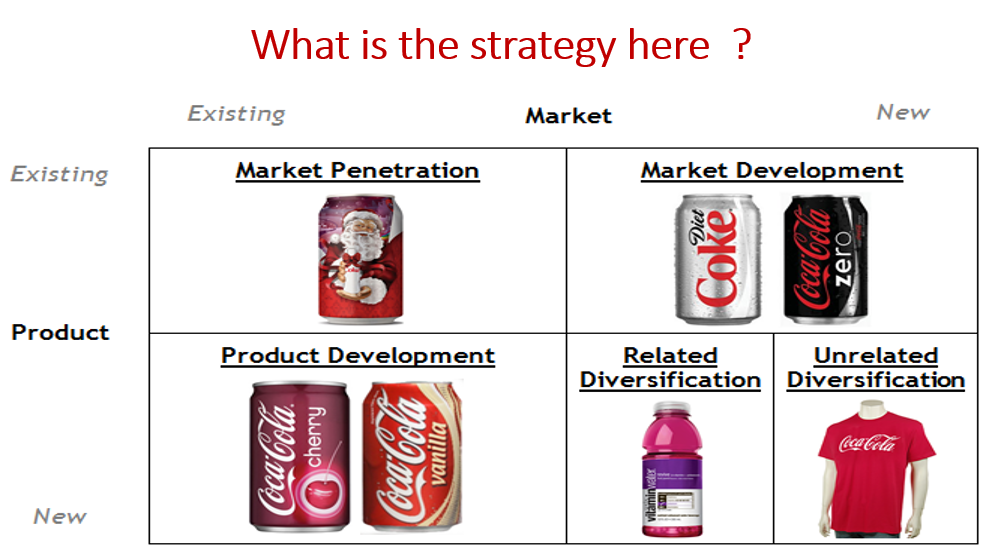 What is the strategy here ?
Existing
Market
New
Existing
Market Penetration
Market Development
Diet
Coke
Coca-Cola
zero
Product
Product Development
Related
Diversification
Unrelated
Diversification
Coca-Cola
cherry
Coca-Cola
vanilla
vitaminwater
Coca-Cola
New